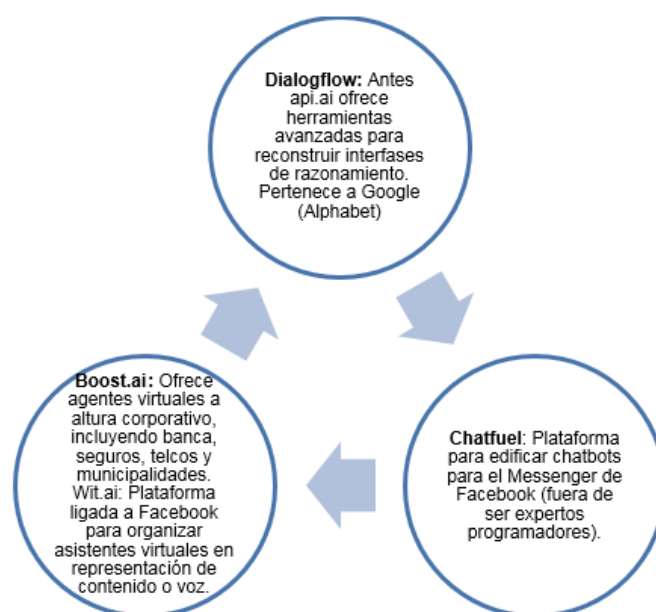 Dialogflow: Antes
api.ai ofrece
herramientas
avanzadas para
reconstruir interfases
de razonamiento.
Pertenece a Google
(Alphabet)
Boost.ai: Ofrece
agentes virtuales a
altura corporativo,
incluyendo banca,
seguros, telcos y
municipalidades.
Wit.ai: Plataforma
ligada a Facebook
para organizar
asistentes virtuales en
representación de
contenido o voz.
Chatfuel: Plataforma
para edificar chatbots
para el Messenger de
Facebook (fuera de
ser expertos
programadores).